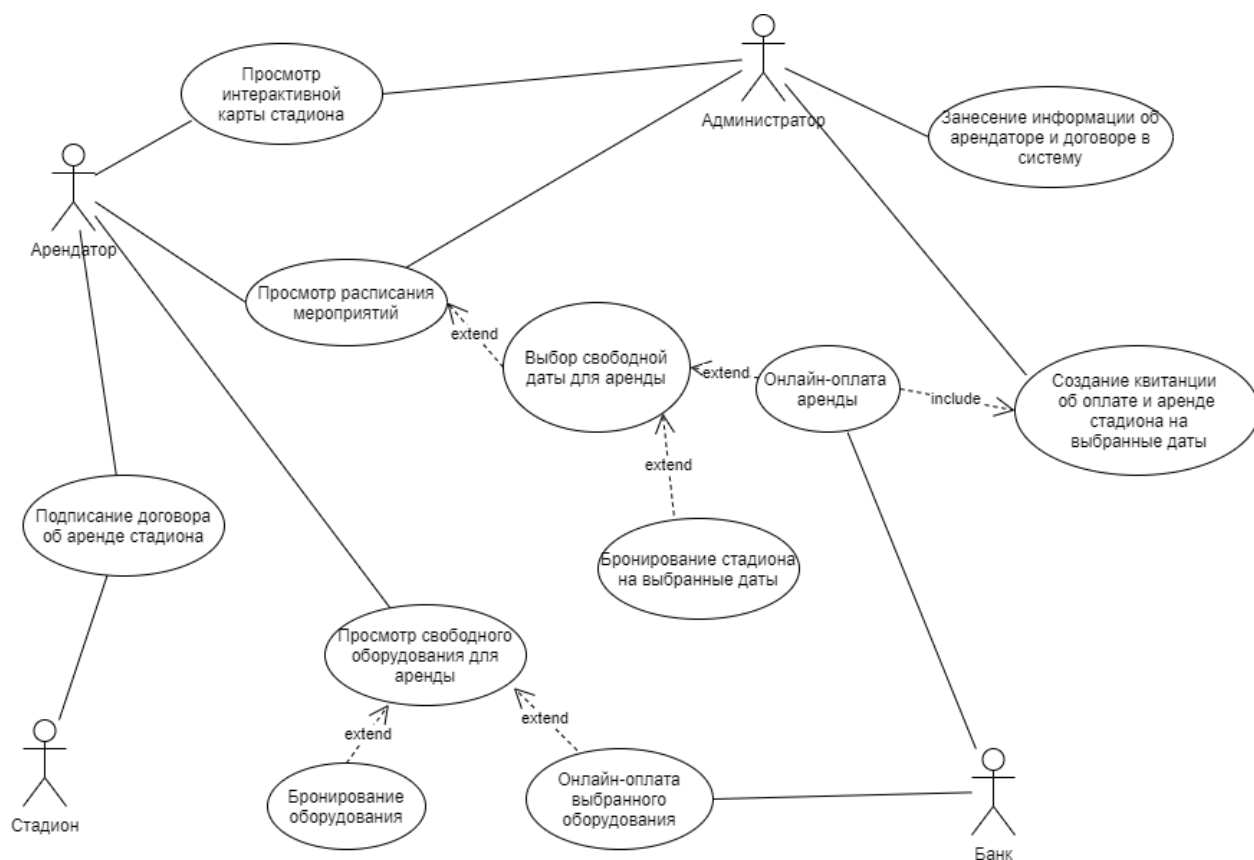 Просмотр
интерактивной
карты стадиона
Администратор
Занесение информации об
арендаторе и договоре в
систему
Арендатор
Просмотр расписания
мероприятий
extend
Выбор свободной
даты для аренды
extend
Онлайн-оплата
аренды
include
Создание квитанции
об оплате и аренде
стадиона на
выбранные даты
extend
Подписание договора
об аренде стадиона
Бронирование стадиона
на выбранные даты
Просмотр свободного
оборудования для
аренды
extend
extend
Бронирование
оборудования
Онлайн-оплата
выбранного
оборудования
Стадион
Банк